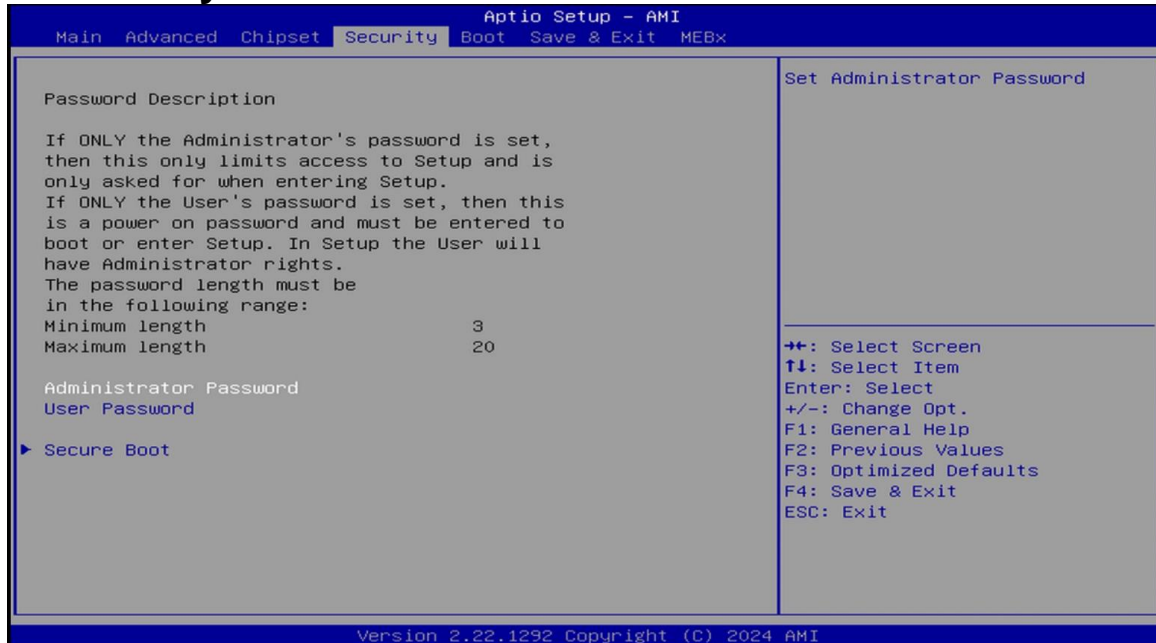 Aptio Setup – AMI
Main Advanced Chipset Security Boot Save & Exit MEBx
Password Description
If ONLY the Administrator's password is set,
then this only limits access to Setup and is
only asked for when entering Setup.
If ONLY the User's password is set, then this
is a power on password and must be entered to
boot or enter Setup. In Setup the User will
have Administrator rights.
The password length must be
in the following range:
Minimum length 3
Maximum length 20
Administrator Password
User Password
► Secure Boot
Set Administrator Password
→←: Select Screen
↑↓: Select Item
Enter: Select
+/-: Change Opt.
F1: General Help
F2: Previous Values
F3: Optimized Defaults
F4: Save & Exit
ESC: Exit
Version 2.22.1292 Copyright (C) 2024 AMI